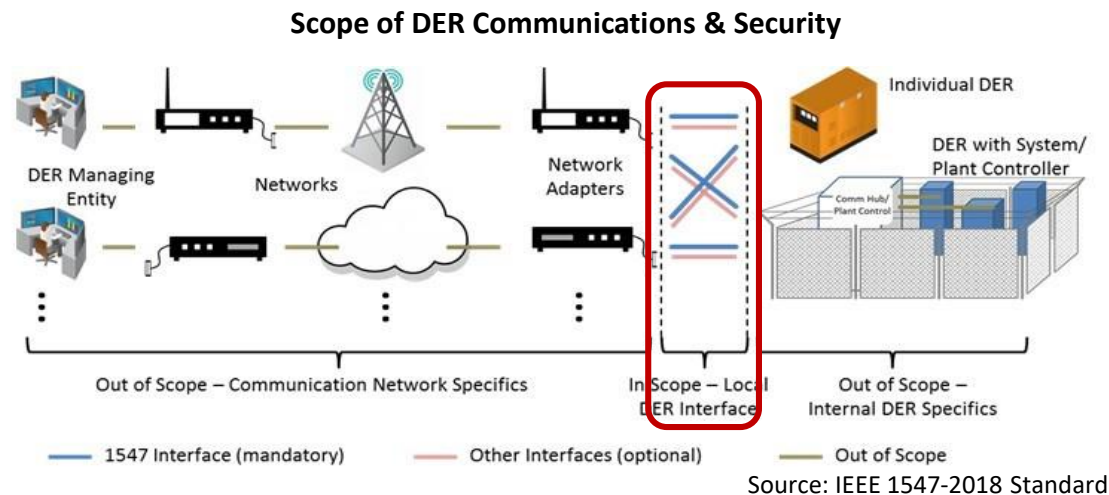 Scope of DER Communications & Security
Individual DER
DER with System/
Plant Controller
DER Managing
Entity
Networks
Network
Adapters
Comm Hub/
Plant Control
Out of Scope – Communication Network Specifics
In Scope – Local
DER Interface
Out of Scope –
Internal DER Specifics
1547 Interface (mandatory)
Other Interfaces (optional)
Out of Scope
Source: IEEE 1547-2018 Standard